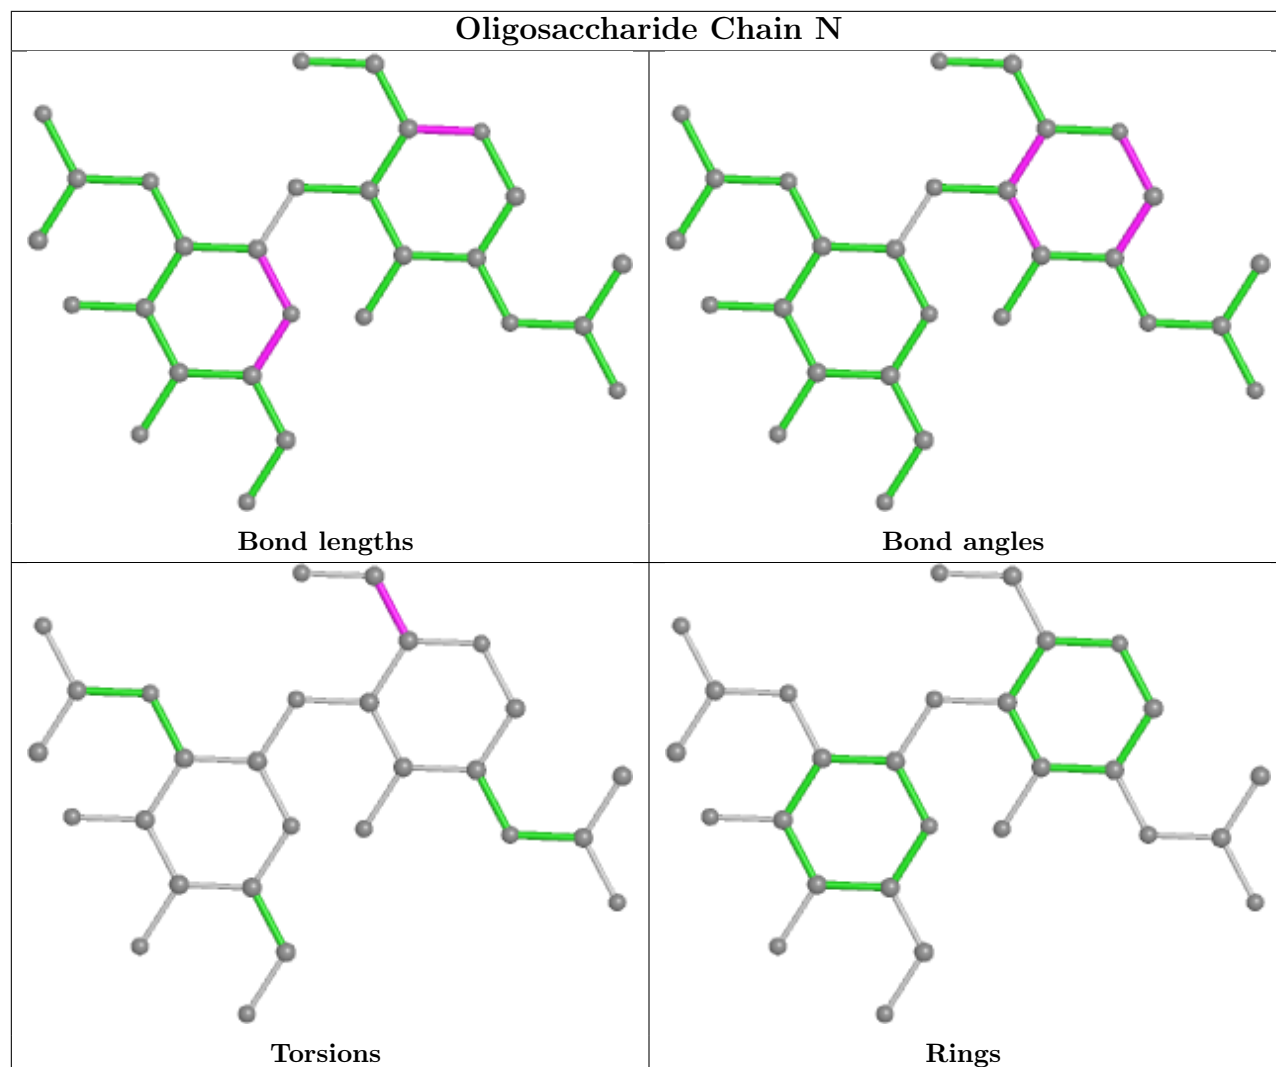 Oligosaccharide Chain N
Bond lengths
Bond angles
Torsions
Rings